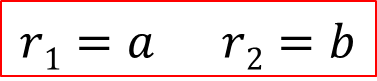 r₁ = a r₂ = b